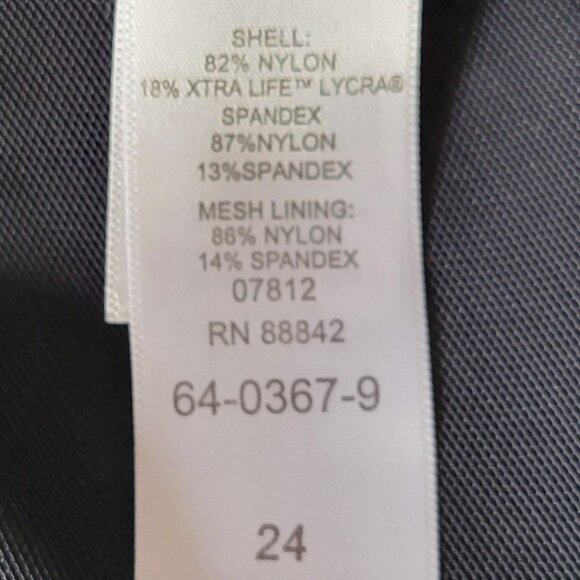 SHELL:
82% NYLON
18% XTRA LIFE™ LYCRA®
SPANDEX
87%NYLON
13%SPANDEX
MESH LINING:
86% NYLON
14% SPANDEX
07812
RN 88842
64-0367-9
24